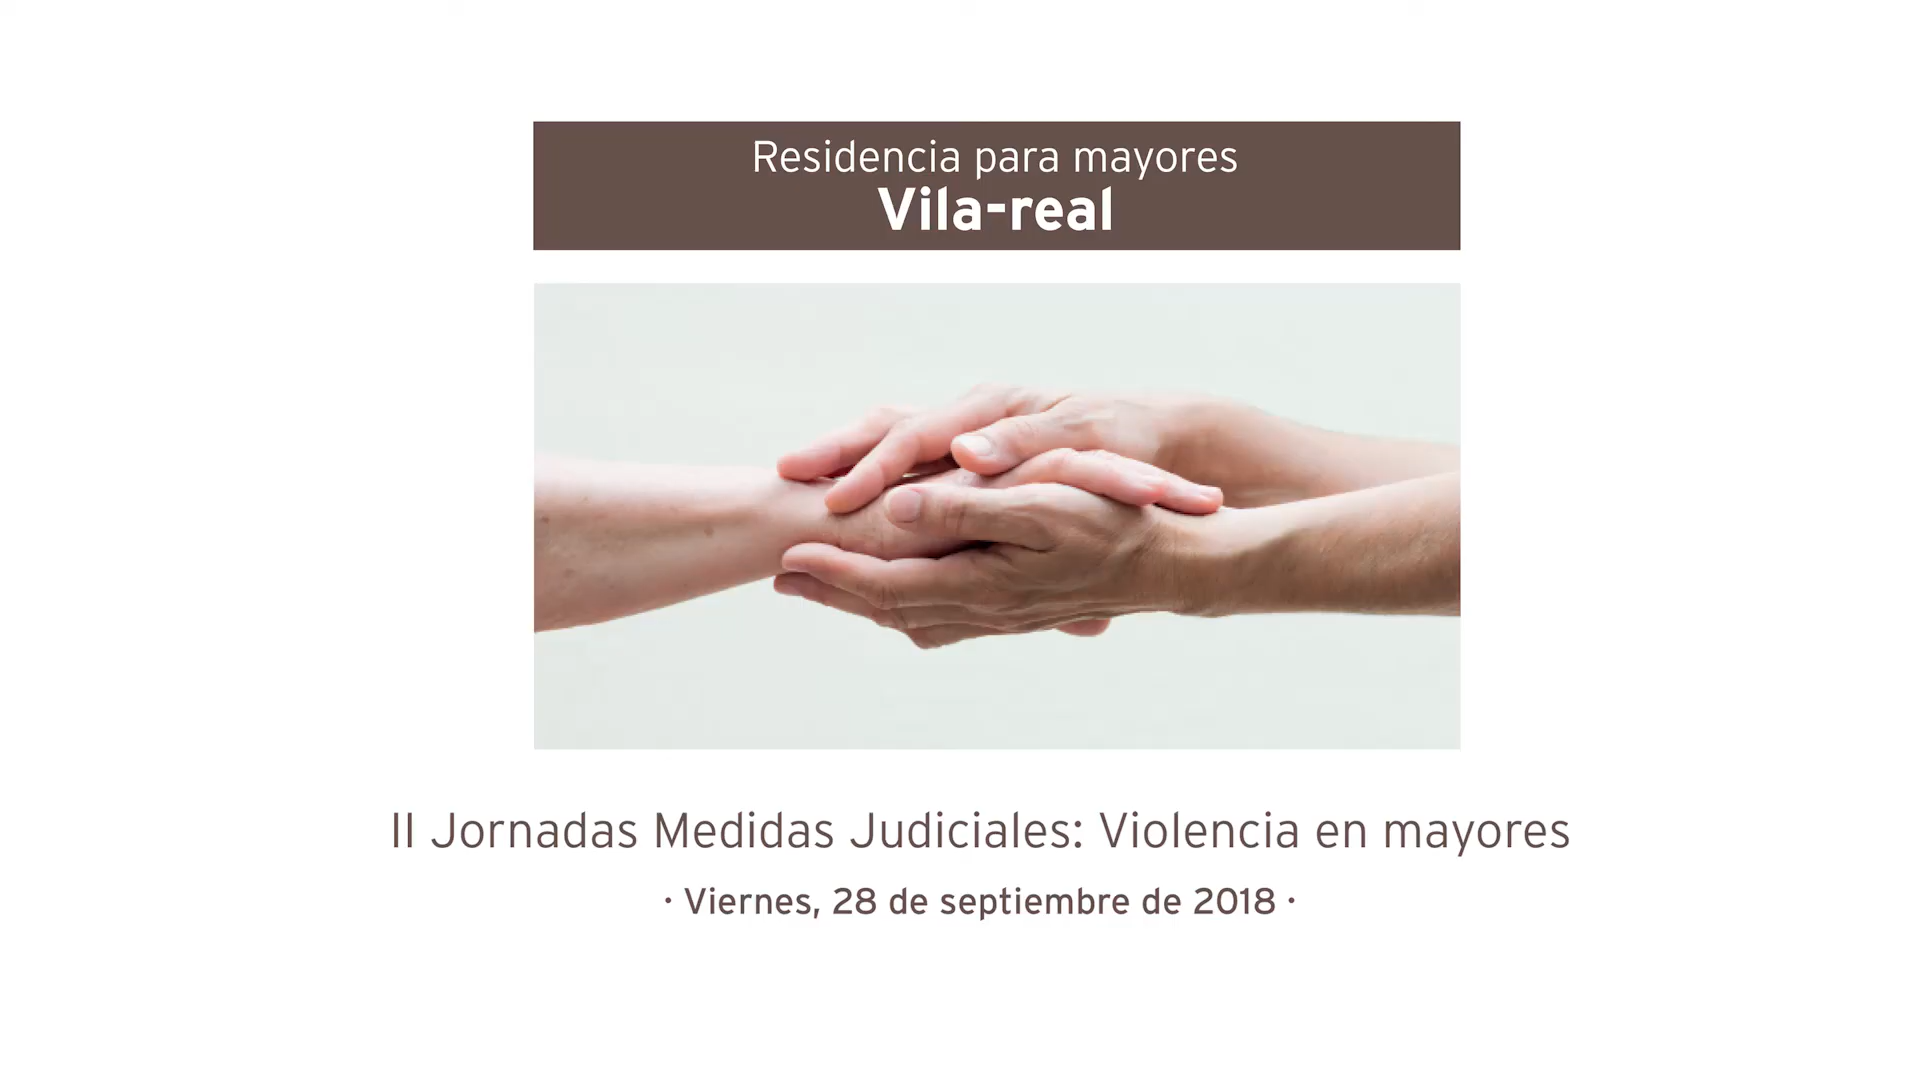 Residencia para mayores
Vila-real
II Jornadas Medidas Judiciales: Violencia en mayores
· Viernes, 28 de septiembre de 2018 ·